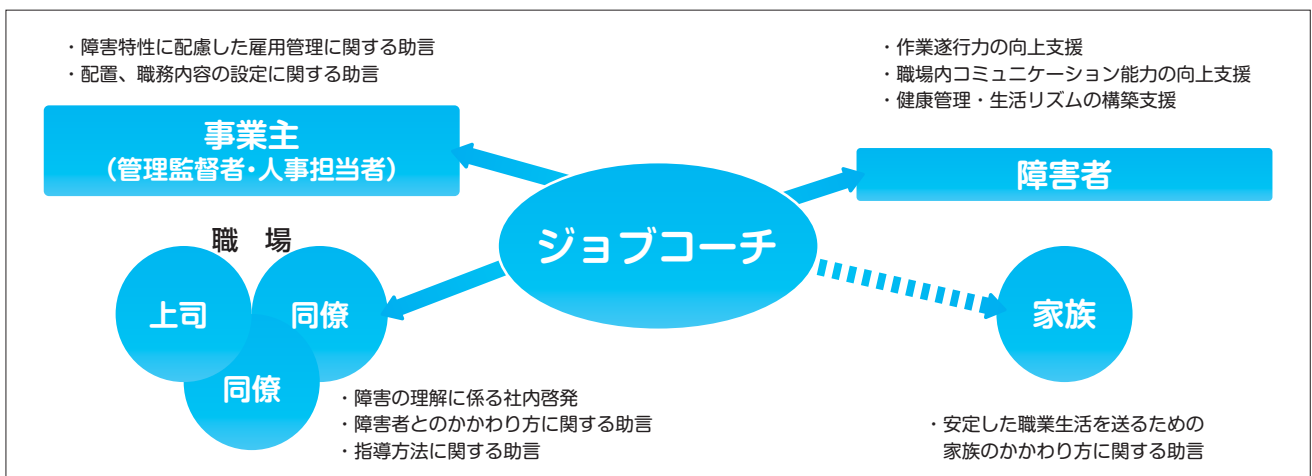 ・障害特性に配慮した雇用管理に関する助言
・配置、職務内容の設定に関する助言
事業主
（管理監督者・人事担当者）
・作業遂行力の向上支援
・職場内コミュニケーション能力の向上支援
・健康管理・生活リズムの構築支援
障害者
ジョブコーチ
職　場
上司
同僚
同僚
・障害の理解に係る社内啓発
・障害者とのかかわり方に関する助言
・指導方法に関する助言
家族
・安定した職業生活を送るための
家族のかかわり方に関する助言